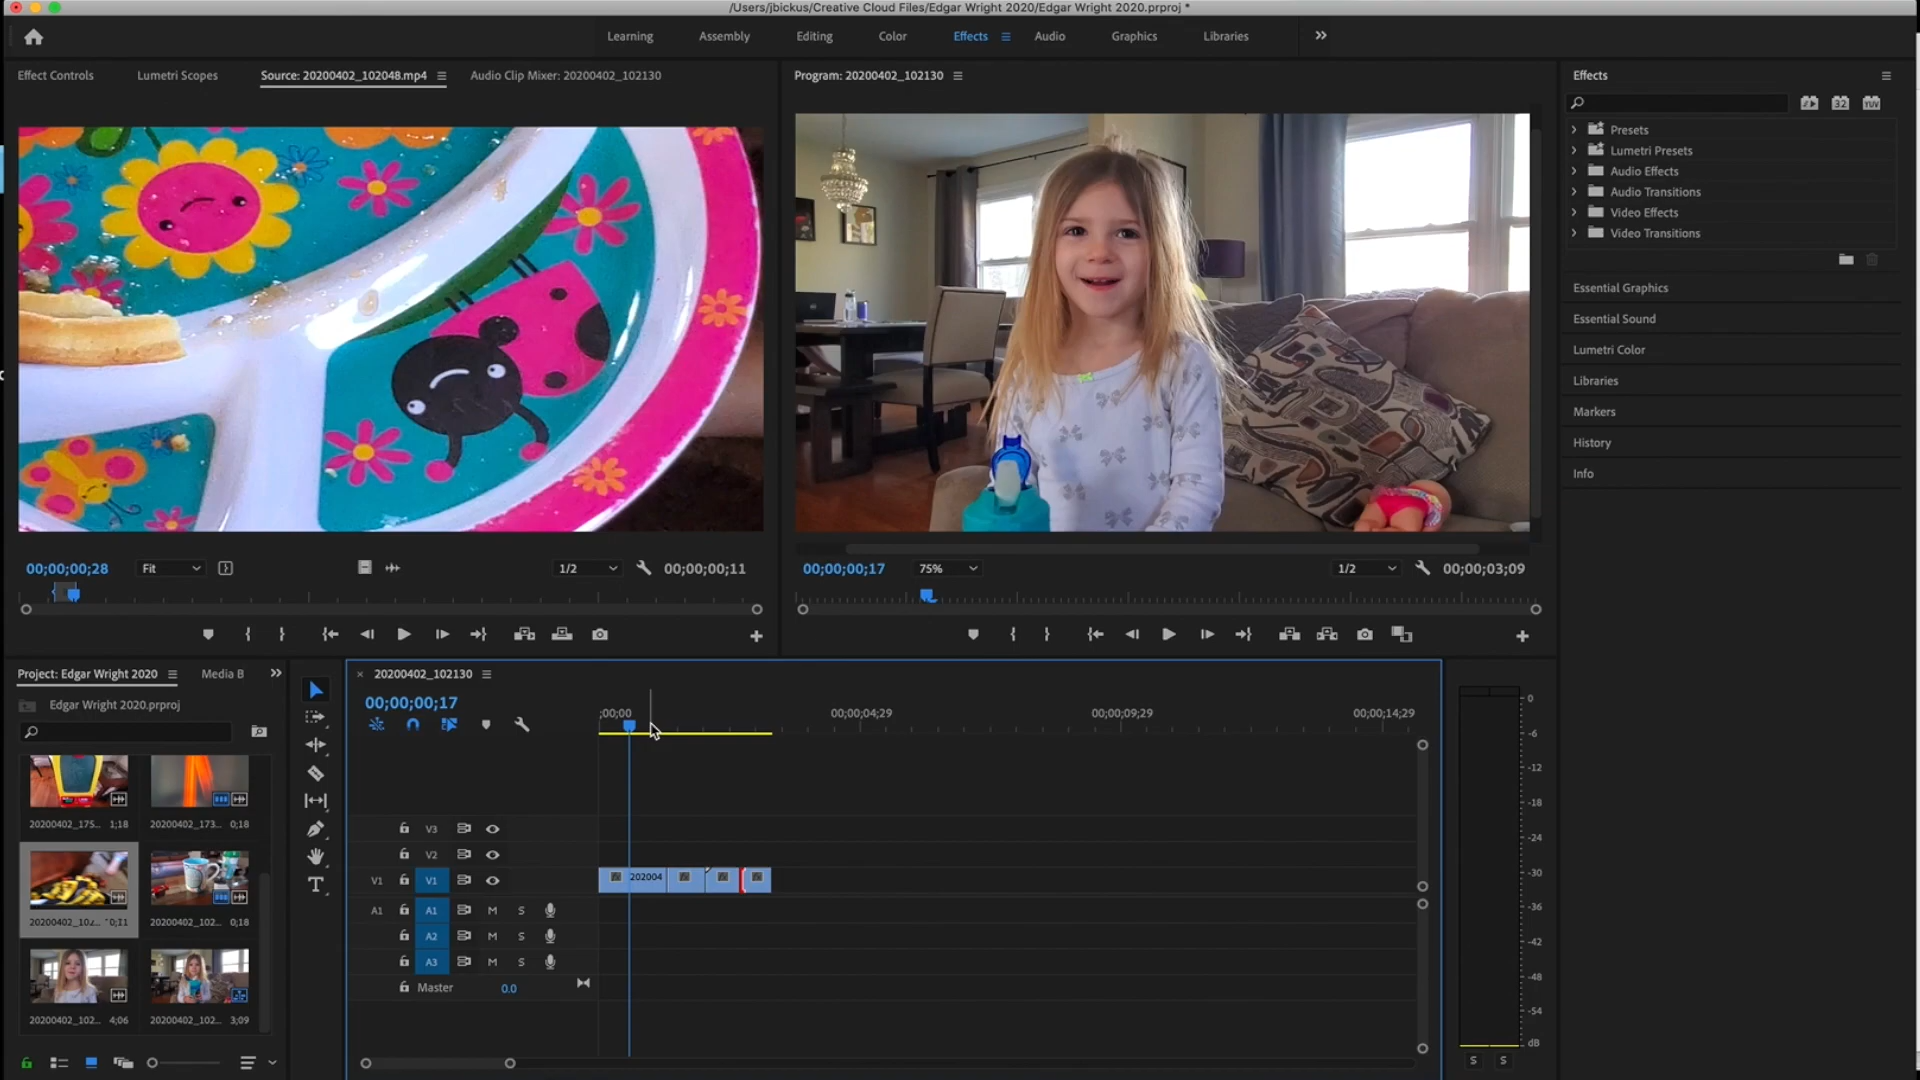 /Users/jbickus/Creative Cloud Files/Edgar Wright 2020/Edgar Wright 2020.prproj *
Learning Assembly Editing Color Effects Audio Graphics Libraries
Effect Controls Lumetri Scopes Source: 20200402_102048.mp4 Audio Clip Mixer: 20200402_102130
Program: 20200402_102130
Effects
32 YUV
Presets
Lumetri Presets
Audio Effects
Audio Transitions
Video Effects
Video Transitions
Essential Graphics
Essential Sound
Lumetri Color
Libraries
Markers
History
Info
00;00;00;28 Fit 1/2 00;00;00;11
00;00;00;17 75% 1/2 00;00;03;09
Project: Edgar Wright 2020 Media B
Edgar Wright 2020.prproj
20200402_175... 1;18 20200402_173... 0;18
0;11 20200402_102... 0;18
20200402_102... 4;06 20200402_102... 3;09
20200402_102130
00;00;00;17
;00;00 00;00;04;29 00;00;09;29 00;00;14;29
V3
V2
V1 V1 202004
A1 A1 M S
A2 M S
A3 M S
Master 0.0
0
-6
-12
-18
-24
-30
-36
-42
-48
-54
dB
S S